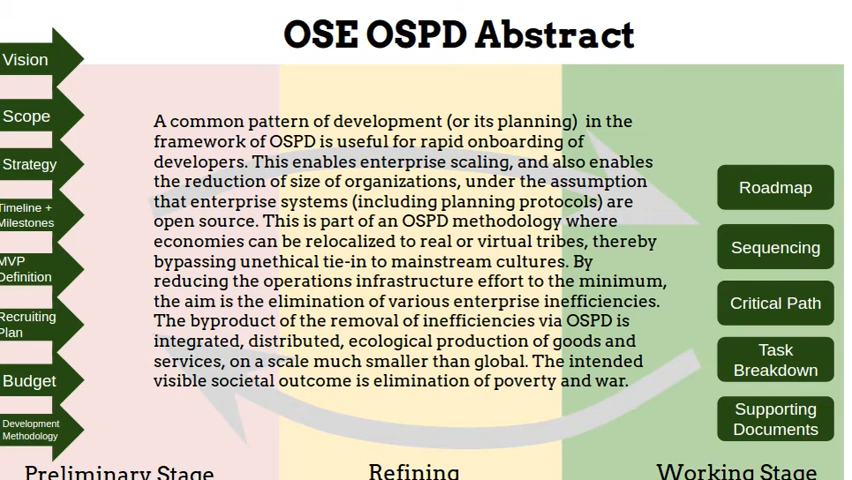 OSE OSPD Abstract
Vision
Scope
Strategy
Timeline +
Milestones
MVP
Definition
Recruiting
Plan
Budget
Development
Methodology
A common pattern of development (or its planning) in the
framework of OSPD is useful for rapid onboarding of
developers. This enables enterprise scaling, and also enables
the reduction of size of organizations, under the assumption
that enterprise systems (including planning protocols) are
open source. This is part of an OSPD methodology where
economies can be relocalized to real or virtual tribes, thereby
bypassing unethical tie-in to mainstream cultures. By
reducing the operations infrastructure effort to the minimum,
the aim is the elimination of various enterprise inefficiencies.
The byproduct of the removal of inefficiencies via OSPD is
integrated, distributed, ecological production of goods and
services, on a scale much smaller than global. The intended
visible societal outcome is elimination of poverty and war.
Roadmap
Sequencing
Critical Path
Task
Breakdown
Supporting
Documents
Preliminary Stage
Refining
Working Stage